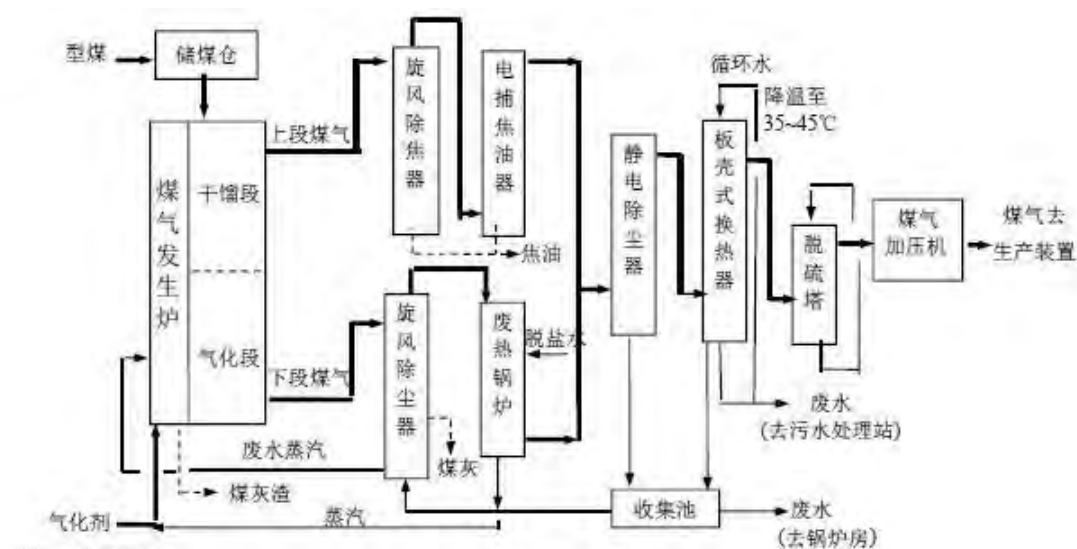 型煤
储煤仓
煤气发生炉
干馏段
气化段
上段煤气
下段煤气
旋风除焦器
电捕焦油器
焦油
旋风除尘器
废热锅炉
脱盐水
煤灰
废水蒸汽
煤灰渣
蒸汽
气化剂
静电除尘器
循环水
降温至
35~45℃
板壳式换热器
脱硫塔
煤气
加压机
煤气去
生产装置
废水
(去污水处理站)
收集池
废水
(去锅炉房)